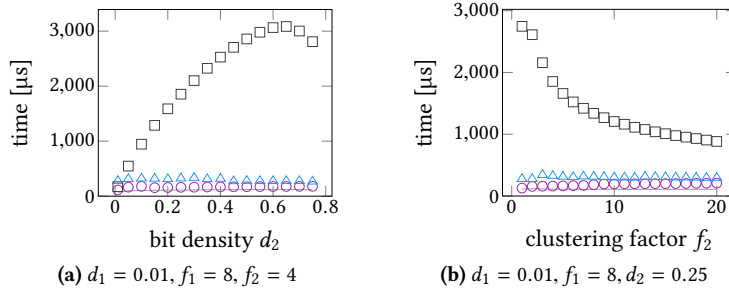 3,000
2,000
1,000
0
time [µs]
0.0 0.2 0.4 0.6 0.8
bit density d₂
(a) d₁ = 0.01, f₁ = 8, f₂ = 4
3,000
2,000
1,000
0
time [µs]
0 10 20
clustering factor f₂
(b) d₁ = 0.01, f₁ = 8, d₂ = 0.25